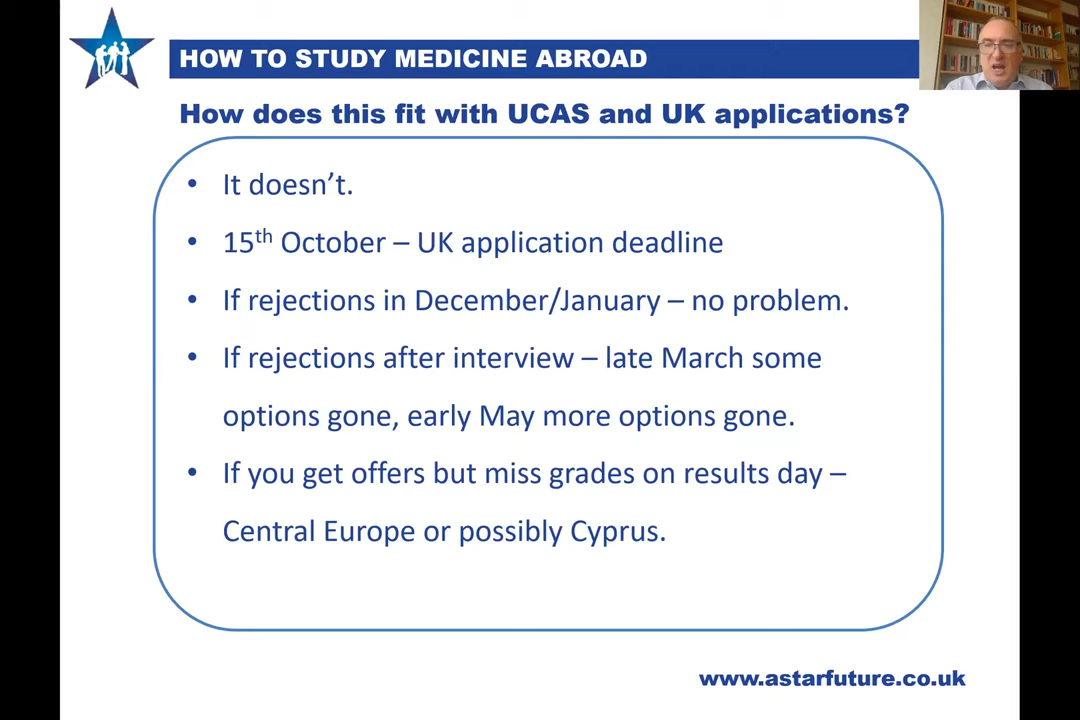 HOW TO STUDY MEDICINE ABROAD
How does this fit with UCAS and UK applications?
• It doesn’t.
• 15th October – UK application deadline
• If rejections in December/January – no problem.
• If rejections after interview – late March some
options gone, early May more options gone.
• If you get offers but miss grades on results day –
Central Europe or possibly Cyprus.
www.astarfuture.co.uk